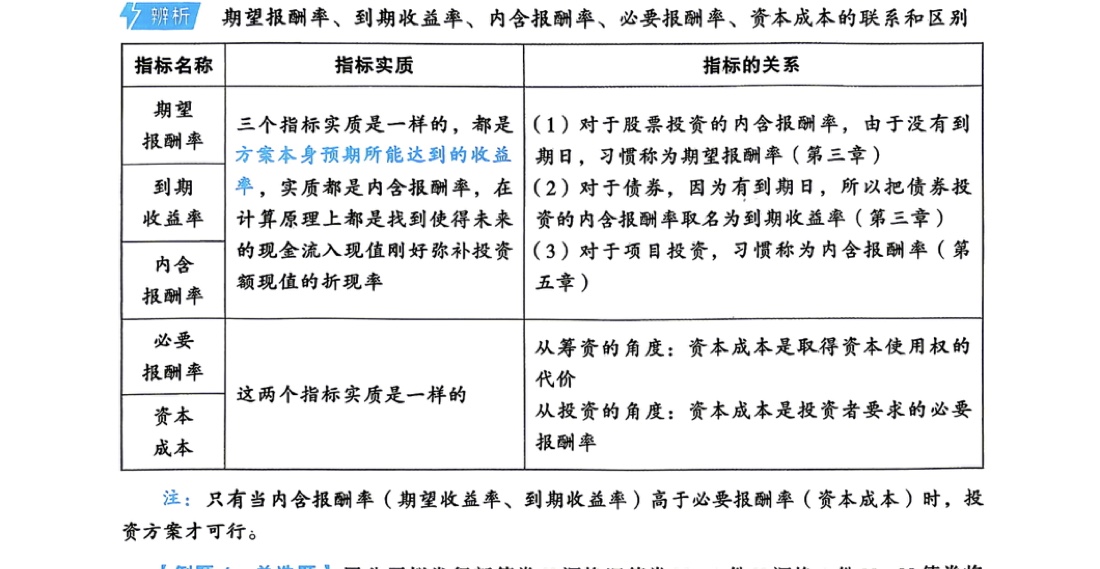 辨析 期望报酬率、到期收益率、内含报酬率、必要报酬率、资本成本的联系和区别
指标名称 指标实质 指标的关系
期望
报酬率
到期
收益率
内含
报酬率
三个指标实质是一样的，都是
方案本身预期所能达到的收益
率，实质都是内含报酬率，在
计算原理上都是找到使得未来
的现金流入现值刚好弥补投资
额现值的折现率
（1）对于股票投资的内含报酬率，由于没有到
期日，习惯称为期望报酬率（第三章）
（2）对于债券，因为有到期日，所以把债券投
资的内含报酬率取名为到期收益率（第三章）
（3）对于项目投资，习惯称为内含报酬率（第
五章）
必要
报酬率
资本
成本
这两个指标实质是一样的
从筹资的角度：资本成本是取得资本使用权的
代价
从投资的角度：资本成本是投资者要求的必要
报酬率
注：只有当内含报酬率（期望收益率、到期收益率）高于必要报酬率（资本成本）时，投
资方案才可行。